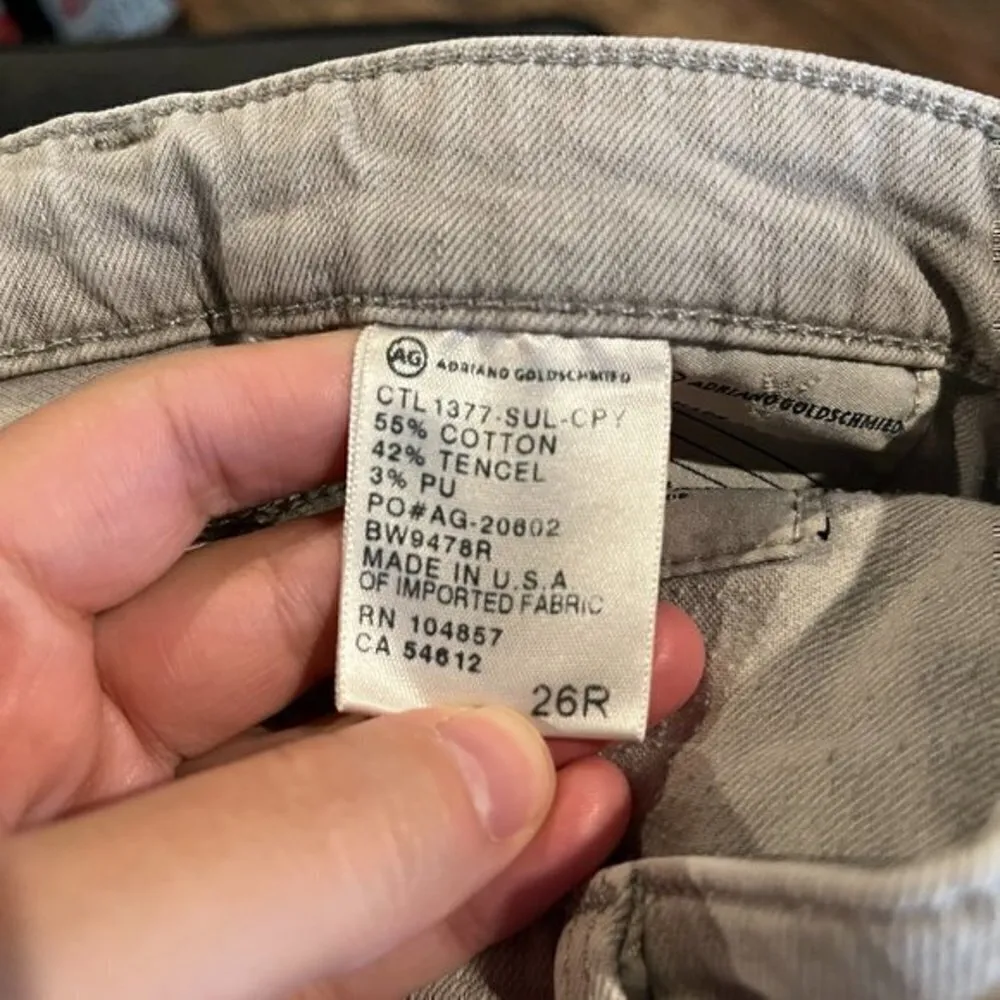 AG ADRIANO GOLDSCHMIED
CTL 1377-SUL-CPY
55% COTTON
42% TENCEL
3% PU
PO#AG-20602
BW9478R
MADE IN U.S.A
OF IMPORTED FABRIC
RN 104857
CA 54612
26R
ADRIANO GOLDSCHMIED